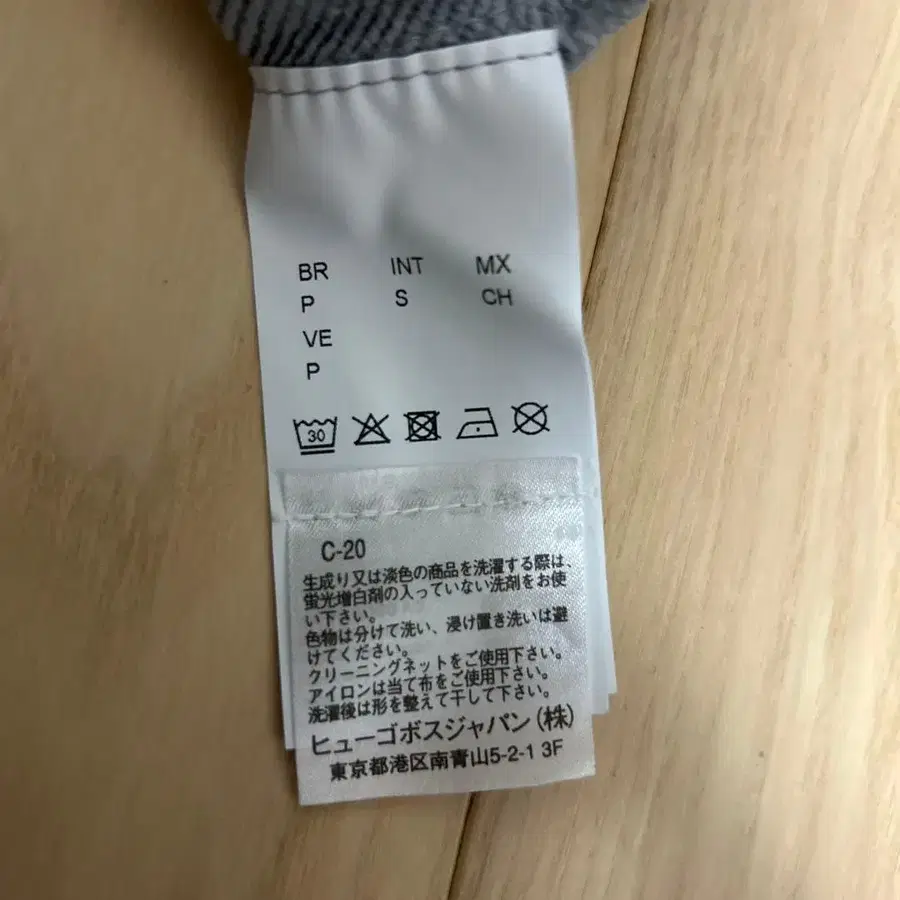 BR INT MX
P S CH
VE
P
30
C-20
生成り又は淡色の商品を洗濯する際は、
蛍光増白剤の入っていない洗剤をお使
い下さい。
色物は分けて洗い、浸け置き洗いは避
けてください。
クリーニングネットをご使用下さい。
アイロンは当て布をご使用下さい。
洗濯後は形を整えて干して下さい。
ヒューゴボスジャパン(株)
東京都港区南青山5-2-1 3F